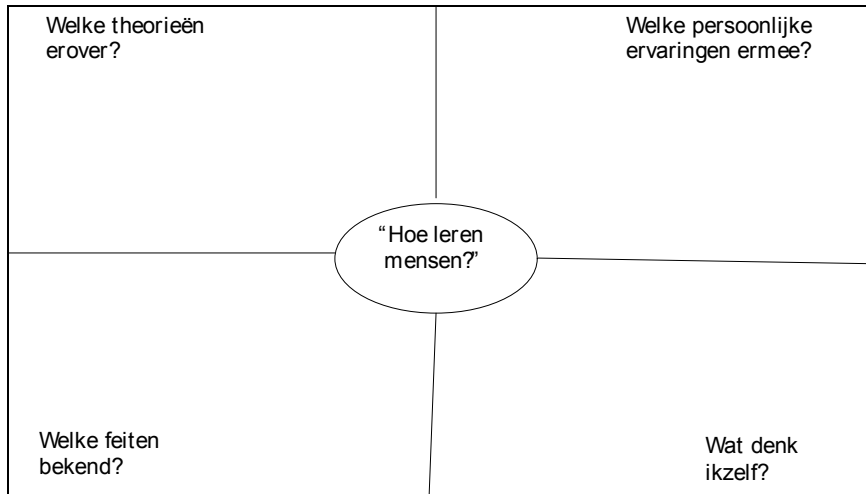 Welke theorieën
erover?
Welke persoonlijke
ervaringen ermee?
“Hoe leren
mensen?”
Welke feiten
bekend?
Wat denk
ikzelf?